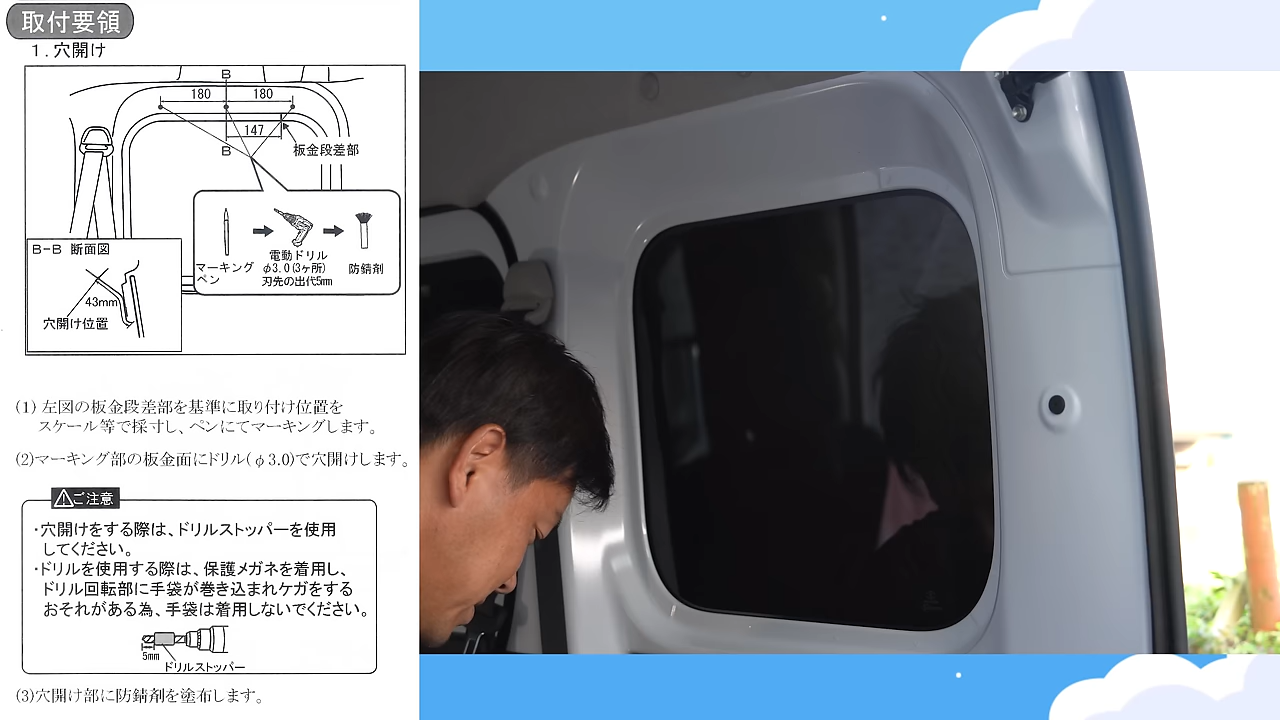 取付要領
1.穴開け
B
180 180
147
B
板金段差部
マーキング
ペン
電動ドリル
φ3.0(3ヶ所)
刃先の出代5mm
防錆剤
B-B 断面図
43mm
穴開け位置
(1) 左図の板金段差部を基準に取り付け位置を
スケール等で採寸し、ペンにてマーキングします。
(2)マーキング部の板金面にドリル(φ3.0)で穴開けします。
⚠ご注意
・穴開けをする際は、ドリルストッパーを使用
してください。
・ドリルを使用する際は、保護メガネを着用し、
ドリル回転部に手袋が巻き込まれケガをする
おそれがある為、手袋は着用しないでください。
5mm
ドリルストッパー
(3)穴開け部に防錆剤を塗布します。